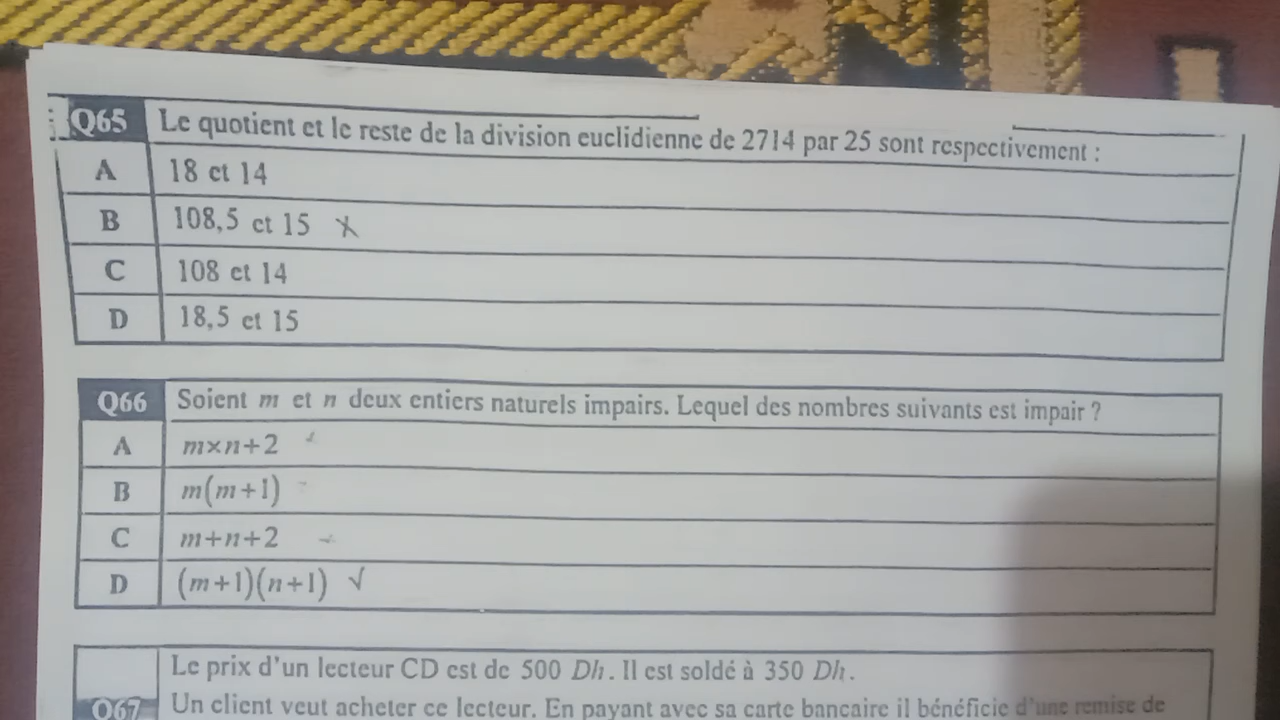 Q65 Le quotient et le reste de la division euclidienne de 2714 par 25 sont respectivement :
A 18 et 14
B 108,5 et 15
C 108 et 14
D 18,5 et 15
Q66 Soient m et n deux entiers naturels impairs. Lequel des nombres suivants est impair ?
A m×n+2
B m(m+1)
C m+n+2
D (m+1)(n+1) √
Le prix d'un lecteur CD est de 500 Dh. Il est soldé à 350 Dh.
Q67 Un client veut acheter ce lecteur. En payant avec sa carte bancaire il bénéficie d'une remise de